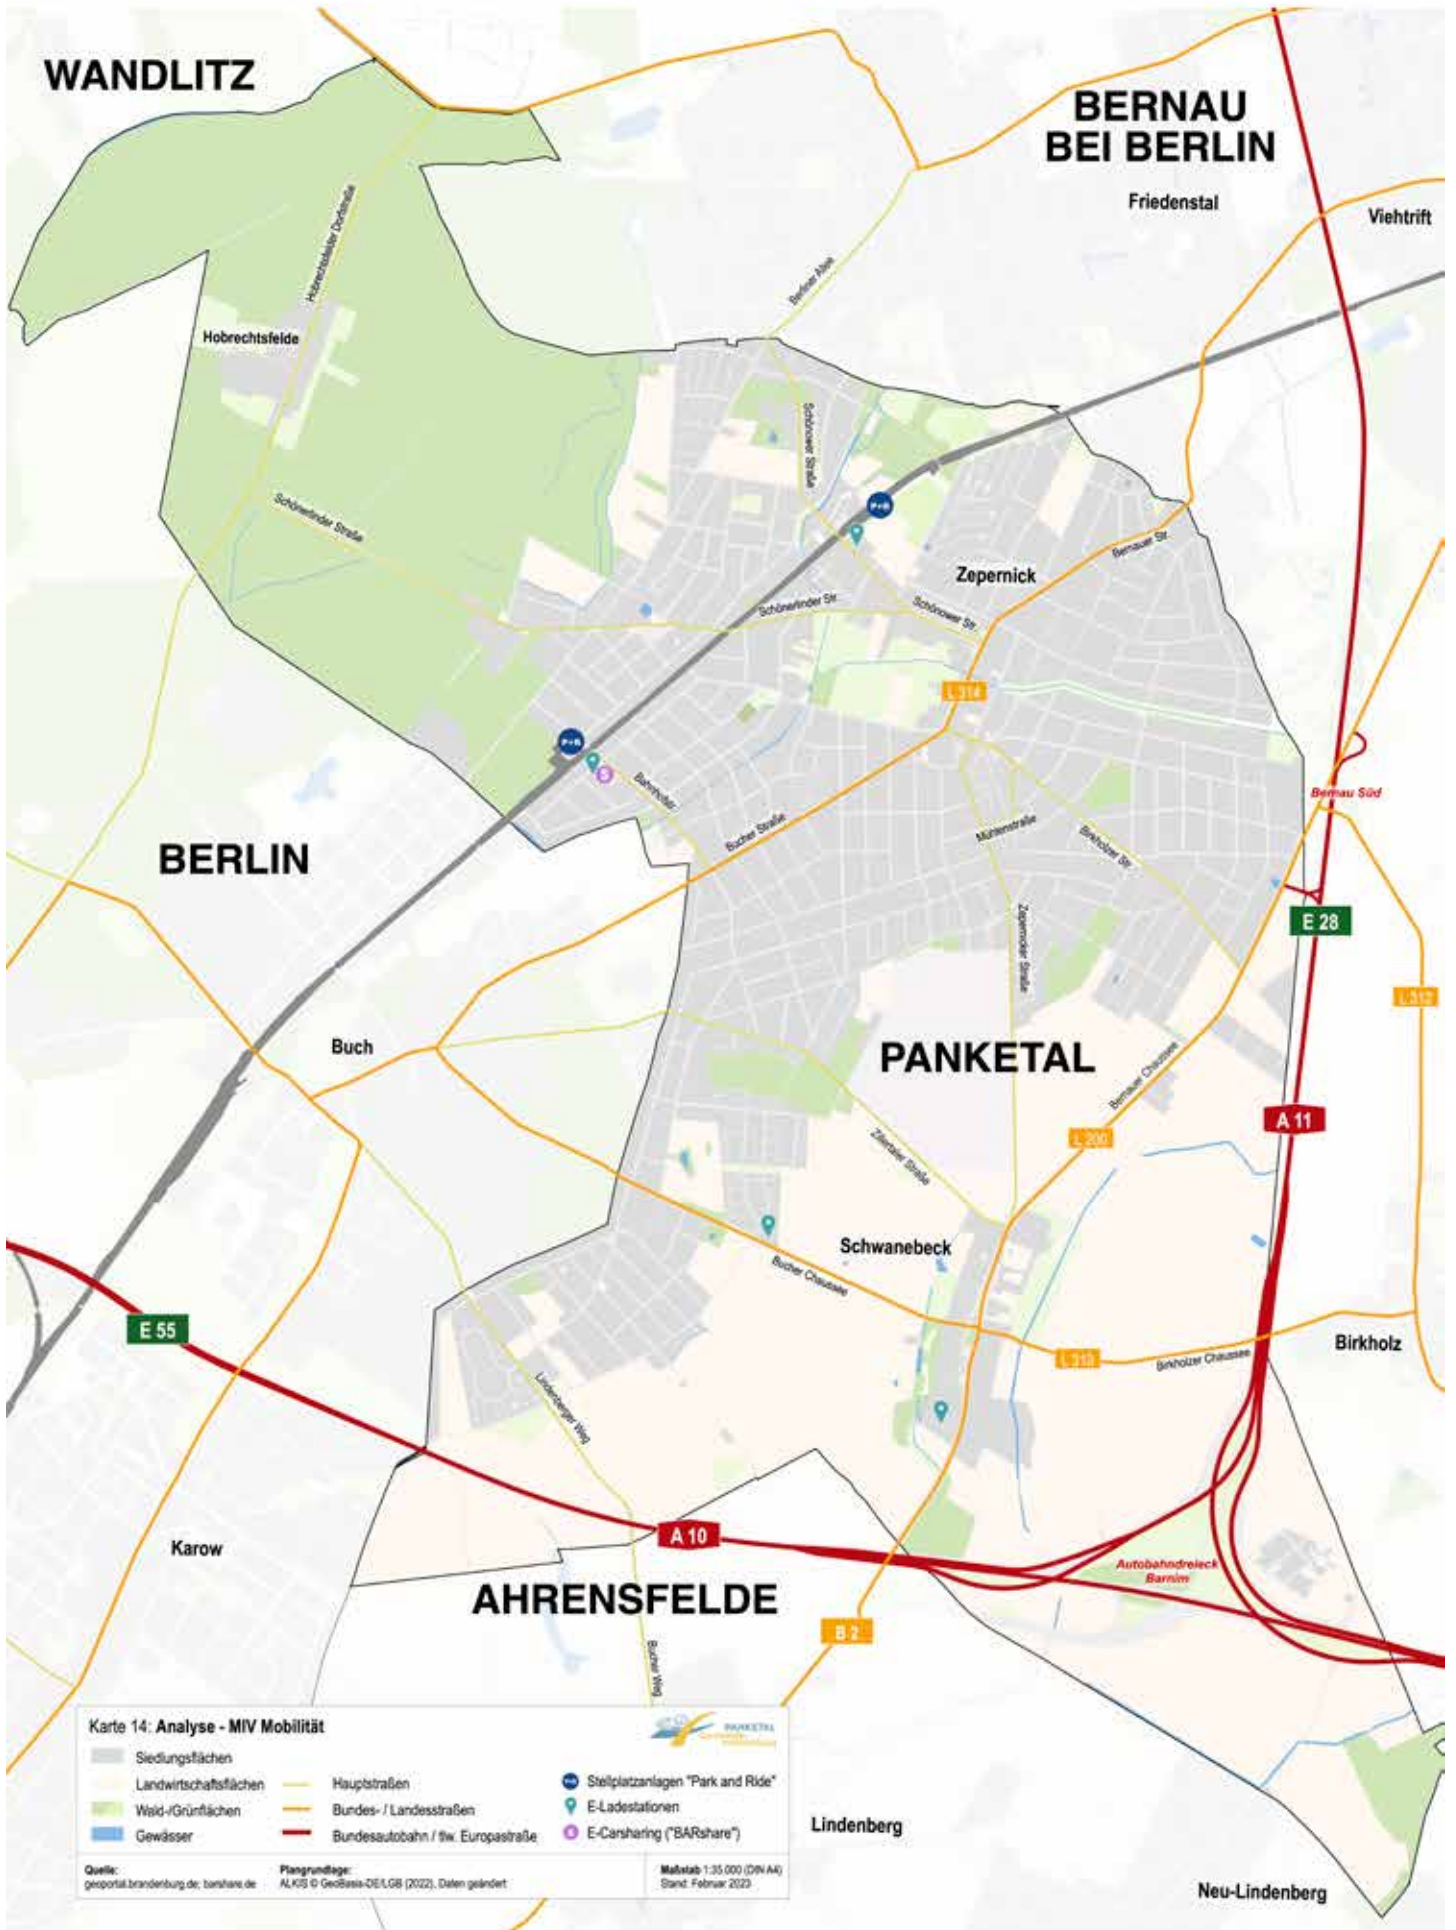 WANDLITZ
BERNAU
BEI BERLIN
Friedenstal
Viehtrift
Hobrechtsfelder Dorfstraße
Berliner Allee
Hobrechtsfelde
Schönower Straße
Schönerlinder Straße
P+R
Bernauer Str.
Zepernick
Schönerlinder Str.
Schönower Str.
L 314
P+R
Bahnhofstr.
Bernau Süd
Bucher Straße
Mühlenstraße
Birkholzer Str.
BERLIN
E 28
Zepernicker Straße
L 312
Buch
PANKETAL
Bernauer Chaussee
A 11
L 200
Zillertaler Straße
Schwanebeck
Bucher Chaussee
E 55
Birkholz
L 313
Birkholzer Chaussee
Lindenberger Weg
A 10
Karow
Autobahndreieck
Barnim
AHRENSFELDE
B 2
Bucher Weg
Karte 14: Analyse - MIV Mobilität
PANKETAL
Siedlungsflächen
Landwirtschaftsflächen
Wald-/Grünflächen
Gewässer
Hauptstraßen
Bundes- / Landesstraßen
Bundesautobahn / tlw. Europastraße
Stellplatzanlagen "Park and Ride"
E-Ladestationen
E-Carsharing ("BARshare")
Quelle:
geoportal.brandenburg.de; barshare.de
Plangrundlage:
ALKIS © GeoBasis-DE/LGB (2022), Daten geändert
Maßstab 1:35.000 (DIN A4)
Stand: Februar 2023
Lindenberg
Neu-Lindenberg